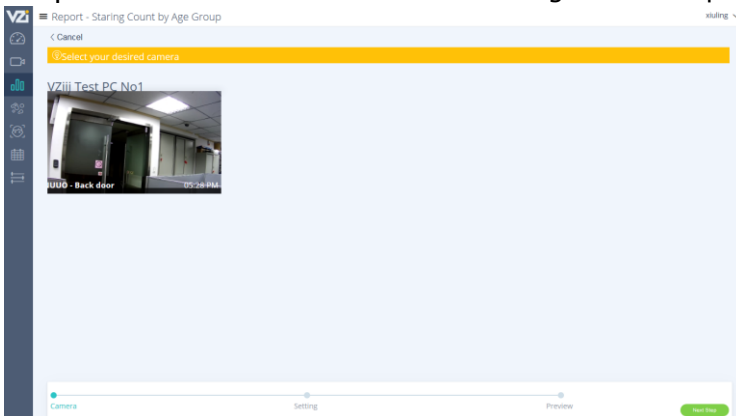 VZi
Report - Staring Count by Age Group
xiuling
< Cancel
Select your desired camera
VZiii Test PC No1
NUUO - Back door
05:28 PM
Camera
Setting
Preview
Next Step